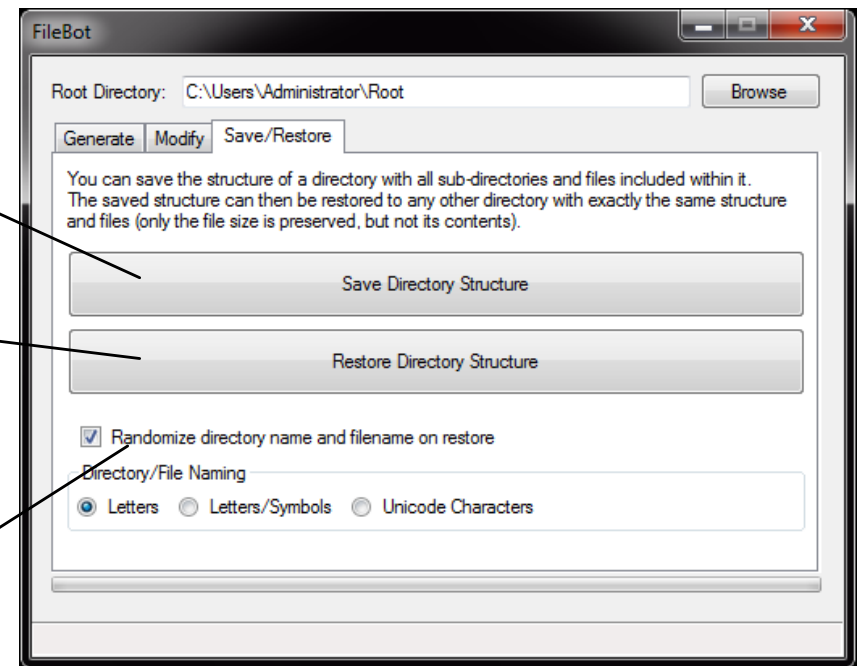 FileBot
Root Directory: C:\Users\Administrator\Root Browse
Generate Modify Save/Restore
You can save the structure of a directory with all sub-directories and files included within it.
The saved structure can then be restored to any other directory with exactly the same structure
and files (only the file size is preserved, but not its contents).
Save Directory Structure
Restore Directory Structure
Randomize directory name and filename on restore
Directory/File Naming
Letters Letters/Symbols Unicode Characters